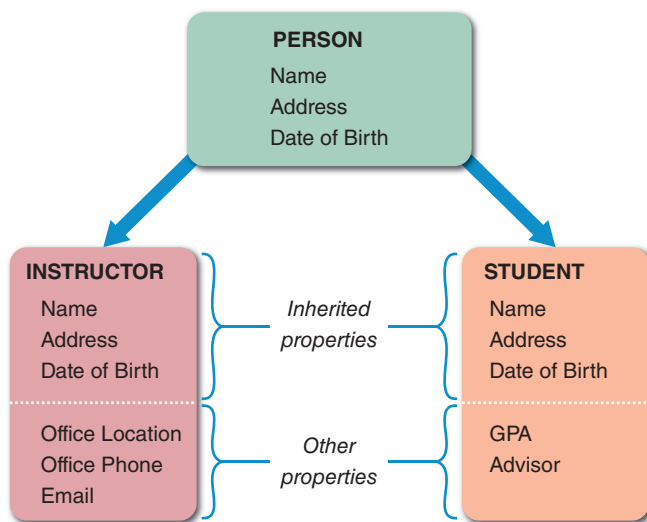 PERSON
Name
Address
Date of Birth
INSTRUCTOR
Name
Address
Date of Birth
Office Location
Office Phone
Email
Inherited
properties
Other
properties
STUDENT
Name
Address
Date of Birth
GPA
Advisor